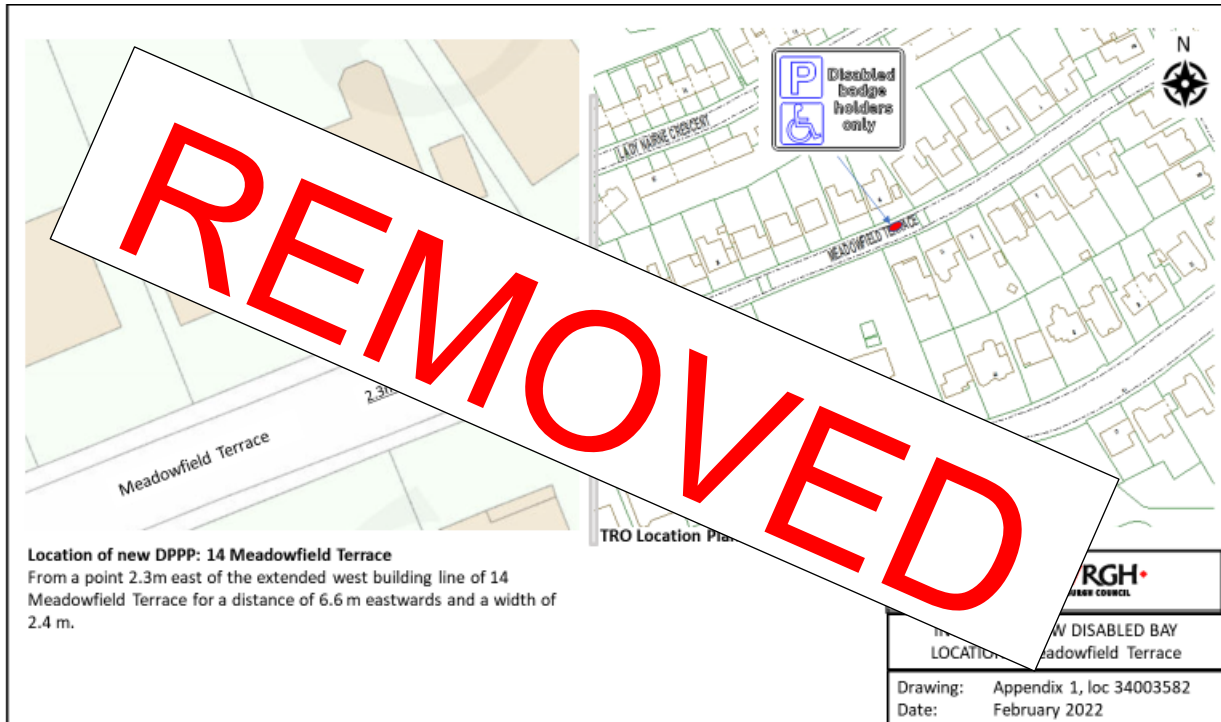 N
P Disabled
badge
holders
only
LADY NAIRNE CRESCENT
MEADOWFIELD TERRACE
REMOVED
Meadowfield Terrace
TRO Location
Location of new DPPP: 14 Meadowfield Terrace
From a point 2.3m east of the extended west building line of 14
Meadowfield Terrace for a distance of 6.6 m eastwards and a width of
2.4 m.
RGH
COUNCIL
DISABLED BAY
Terrace
Drawing: Appendix 1, loc 34003582
Date: February 2022